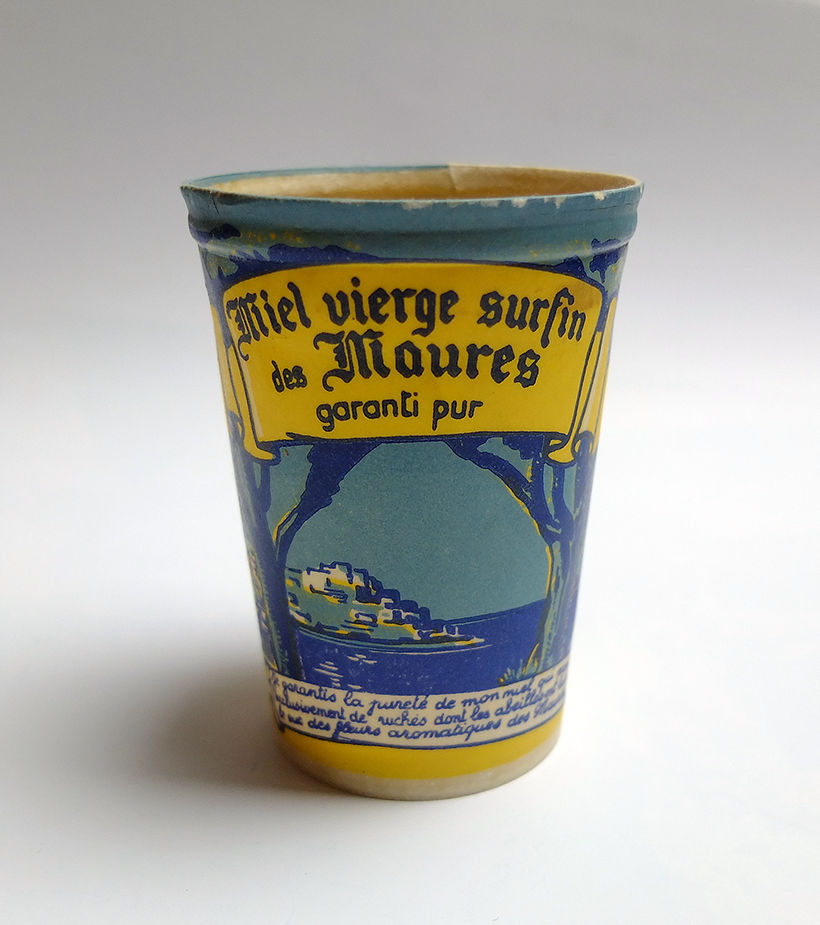 Miel vierge surfin
des Maures
garanti pur
garantis la pureté de mon miel
exclusivement de ruches dont les abeilles
des fleurs aromatiques des